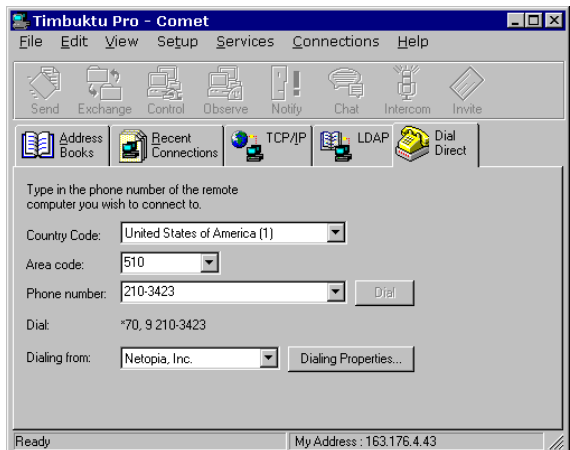 Timbuktu Pro - Comet
File Edit View Setup Services Connections Help
Send Exchange Control Observe Notify Chat Intercom Invite
Address Books
Recent Connections
TCP/IP
LDAP
Dial Direct
Type in the phone number of the remote
computer you wish to connect to.
Country Code: United States of America (1)
Area code: 510
Phone number: 210-3423 Dial
Dial: *70, 9 210-3423
Dialing from: Netopia, Inc. Dialing Properties...
Ready My Address : 163.176.4.43